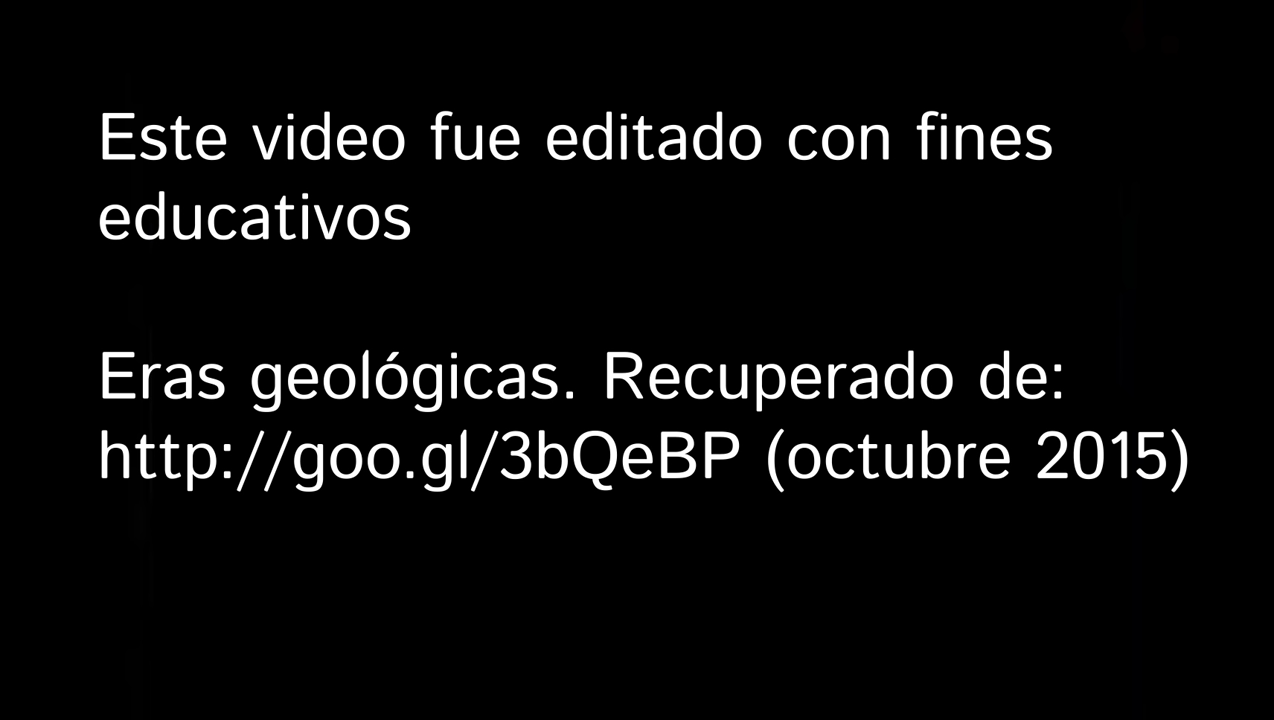 Este video fue editado con fines
educativos
Eras geológicas. Recuperado de:
http://goo.gl/3bQeBP (octubre 2015)